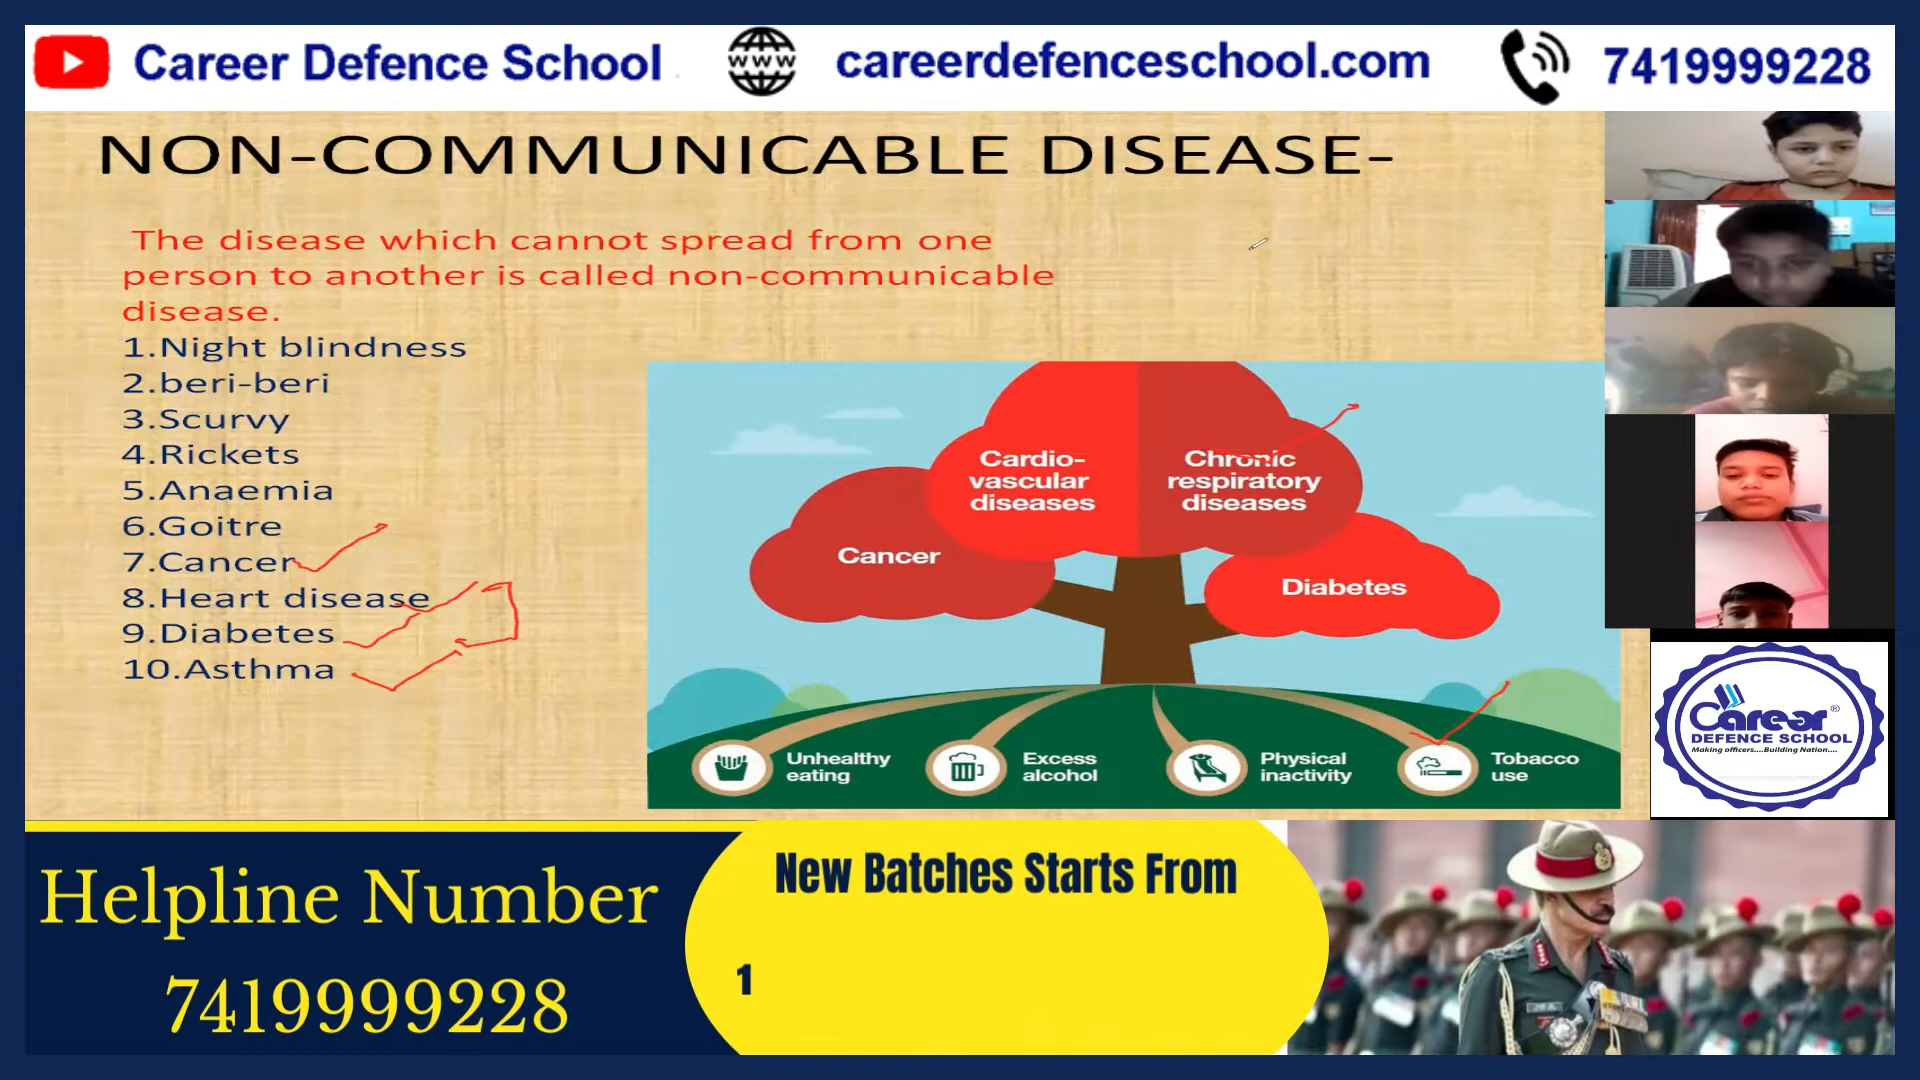 Career Defence School
www
careerdefenceschool.com
7419999228
NON-COMMUNICABLE DISEASE-
The disease which cannot spread from one
person to another is called non-communicable
disease.
1.Night blindness
2.beri-beri
3.Scurvy
4.Rickets
5.Anaemia
6.Goitre
7.Cancer
8.Heart disease
9.Diabetes
10.Asthma
Cardio-
vascular
diseases
Chronic
respiratory
diseases
Cancer
Diabetes
Unhealthy
eating
Excess
alcohol
Physical
inactivity
Tobacco
use
Carear®
DEFENCE SCHOOL
Making officers....Building Nation....
Helpline Number
7419999228
New Batches Starts From
1